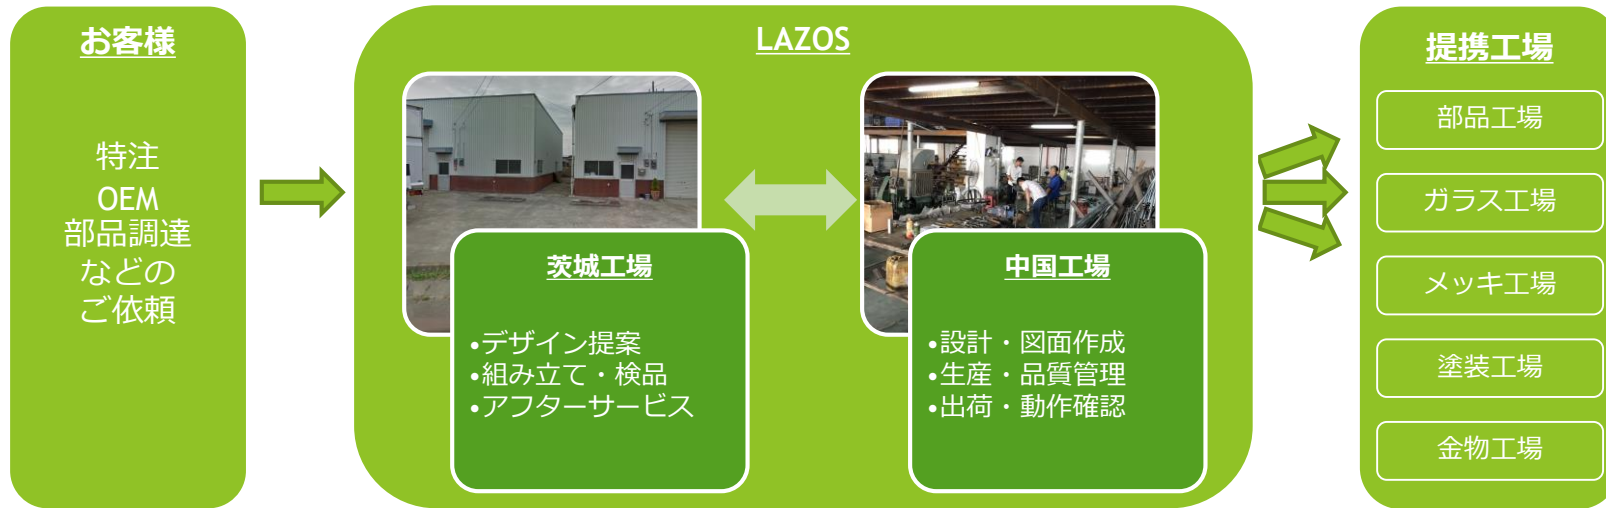 お客様
特注
OEM
部品調達
などの
ご依頼
LAZOS
茨城工場
•デザイン提案
•組み立て・検品
•アフターサービス
中国工場
•設計・図面作成
•生産・品質管理
•出荷・動作確認
提携工場
部品工場
ガラス工場
メッキ工場
塗装工場
金物工場